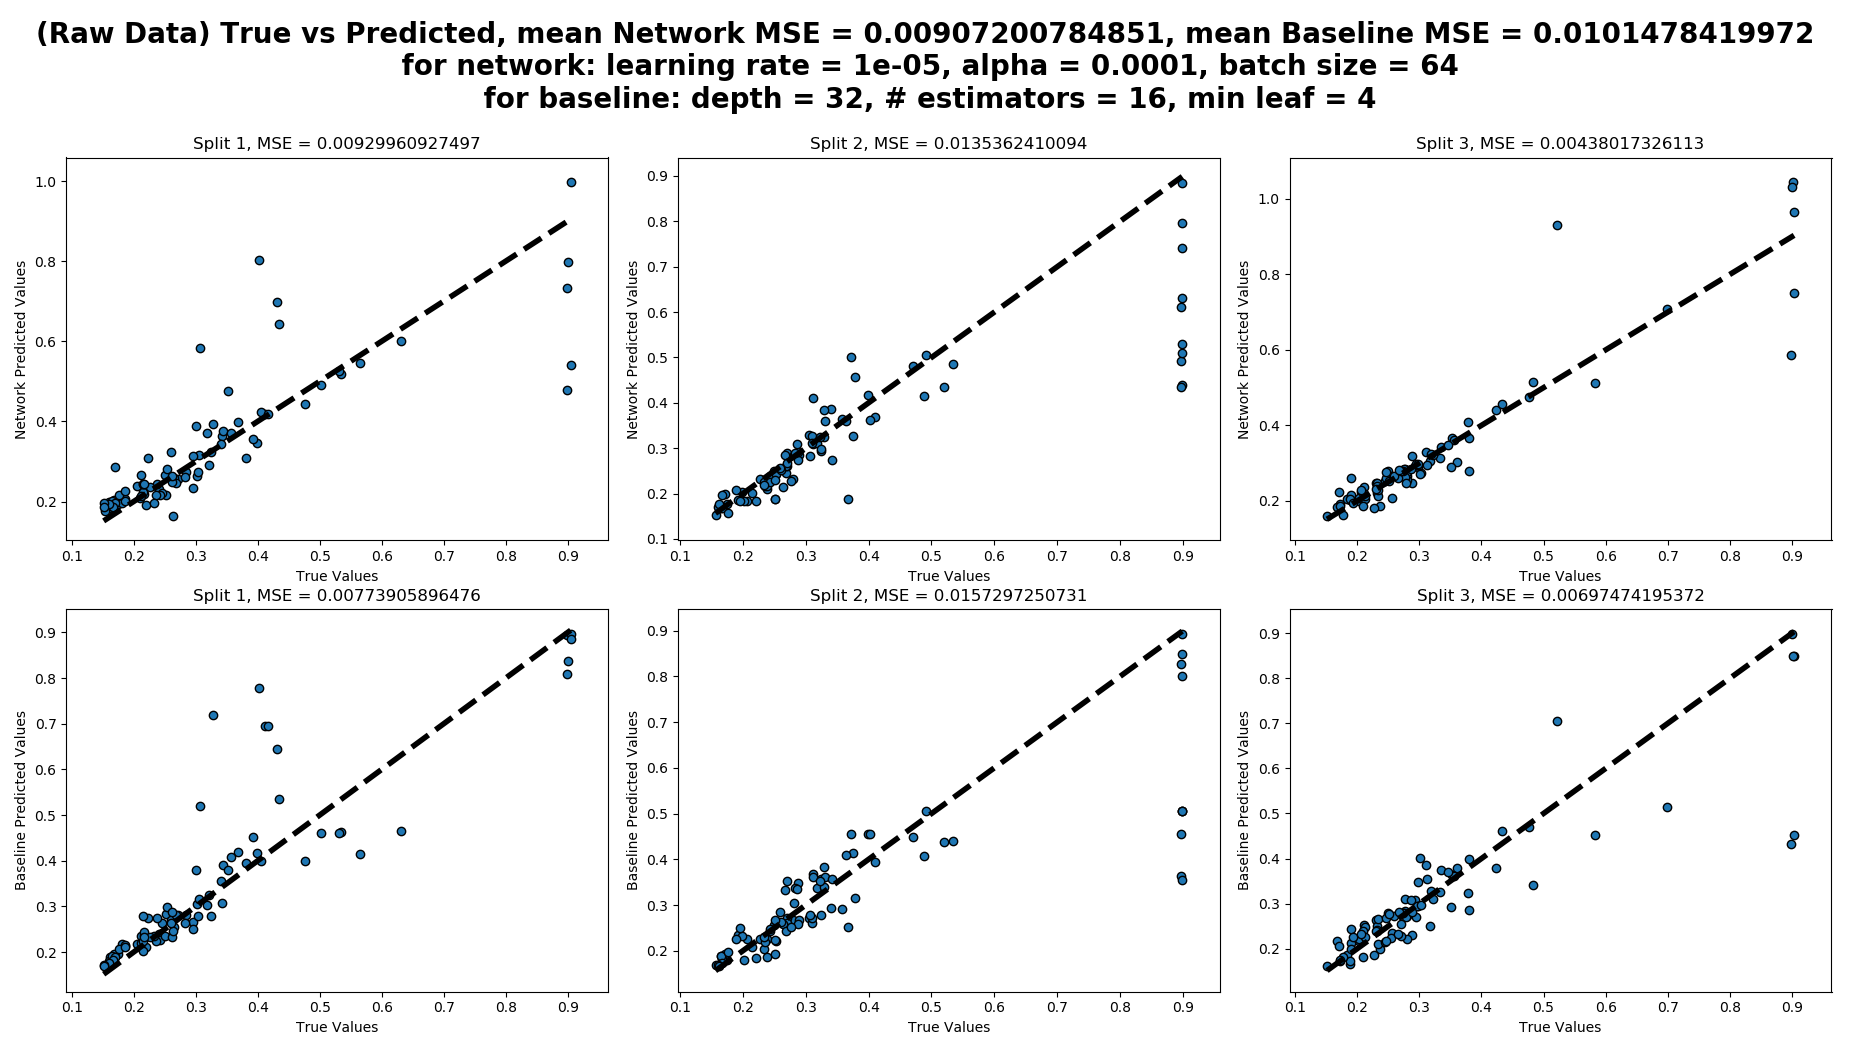 (Raw Data) True vs Predicted, mean Network MSE = 0.00907200784851, mean Baseline MSE = 0.0101478419972
for network: learning rate = 1e-05, alpha = 0.0001, batch size = 64
for baseline: depth = 32, # estimators = 16, min leaf = 4
Split 1, MSE = 0.00929960927497
Network Predicted Values
1.0
0.8
0.6
0.4
0.2
0.1 0.2 0.3 0.4 0.5 0.6 0.7 0.8 0.9
True Values
Split 2, MSE = 0.0135362410094
Network Predicted Values
0.9
0.8
0.7
0.6
0.5
0.4
0.3
0.2
0.1
0.1 0.2 0.3 0.4 0.5 0.6 0.7 0.8 0.9
True Values
Split 3, MSE = 0.00438017326113
Network Predicted Values
1.0
0.8
0.6
0.4
0.2
0.1 0.2 0.3 0.4 0.5 0.6 0.7 0.8 0.9
True Values
Split 1, MSE = 0.00773905896476
Baseline Predicted Values
0.9
0.8
0.7
0.6
0.5
0.4
0.3
0.2
0.1 0.2 0.3 0.4 0.5 0.6 0.7 0.8 0.9
True Values
Split 2, MSE = 0.0157297250731
Baseline Predicted Values
0.9
0.8
0.7
0.6
0.5
0.4
0.3
0.2
0.1 0.2 0.3 0.4 0.5 0.6 0.7 0.8 0.9
True Values
Split 3, MSE = 0.00697474195372
Baseline Predicted Values
0.9
0.8
0.7
0.6
0.5
0.4
0.3
0.2
0.1 0.2 0.3 0.4 0.5 0.6 0.7 0.8 0.9
True Values